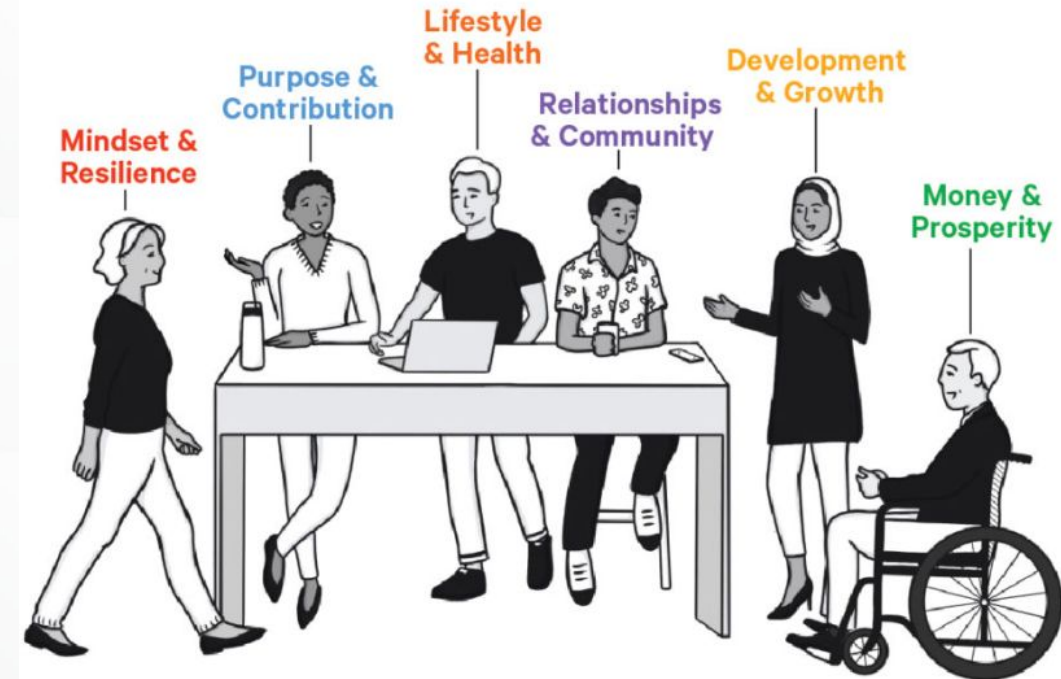 Mindset &
Resilience
Purpose &
Contribution
Lifestyle
& Health
Relationships
& Community
Development
& Growth
Money &
Prosperity